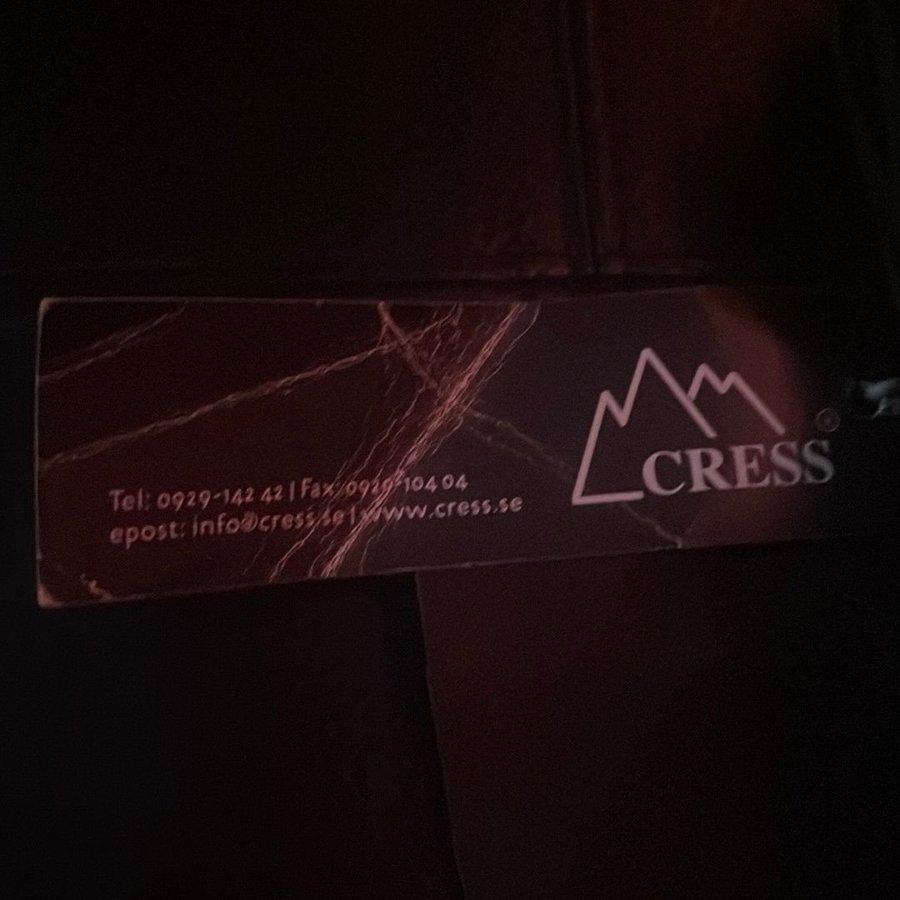 Tel: 0929-142 42 | Fax: 0929-104 04
epost: info@cress.se | www.cress.se
CRESS®